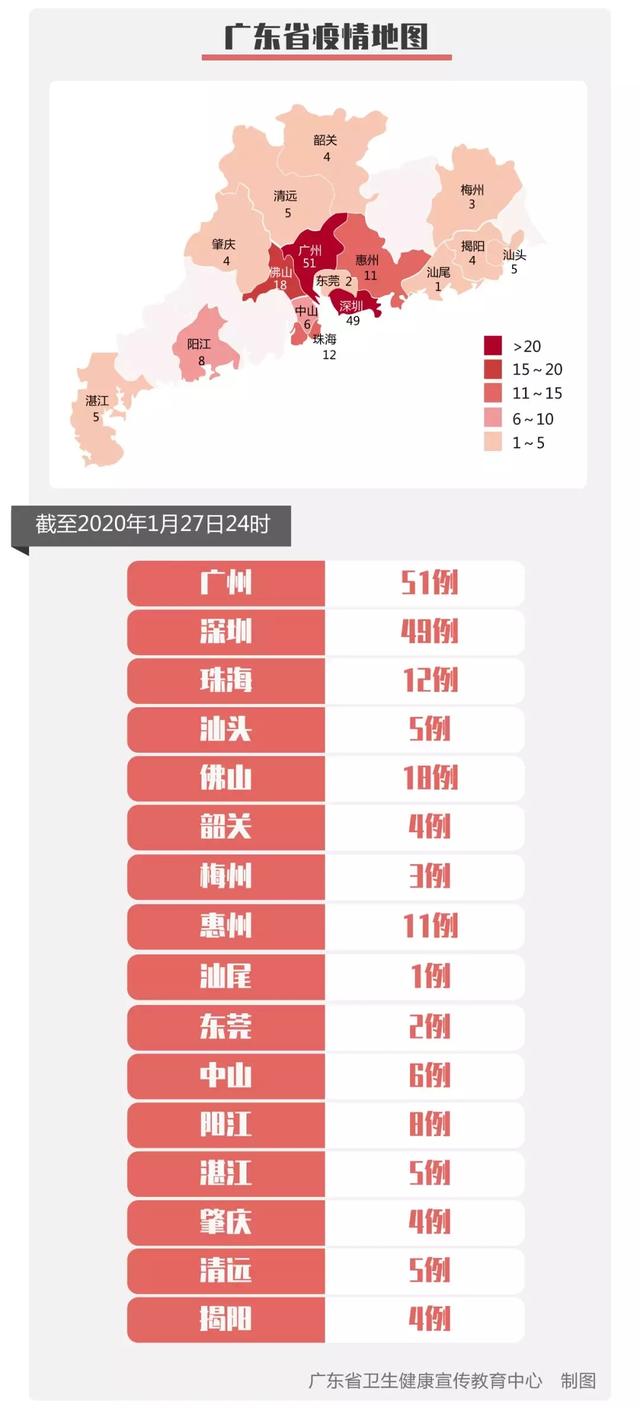 广东省疫情地图
韶关
4
梅州
3
清远
5
肇庆
4
广州
51
惠州
11
揭阳
4
汕头
5
汕尾
1
佛山
18
东莞 2
深圳
49
中山
6
珠海
12
阳江
8
湛江
5
>20
15~20
11~15
6~10
1~5
截至2020年1月27日24时
广州 51例
深圳 49例
珠海 12例
汕头 5例
佛山 18例
韶关 4例
梅州 3例
惠州 11例
汕尾 1例
东莞 2例
中山 6例
阳江 8例
湛江 5例
肇庆 4例
清远 5例
揭阳 4例
广东省卫生健康宣传教育中心 制图